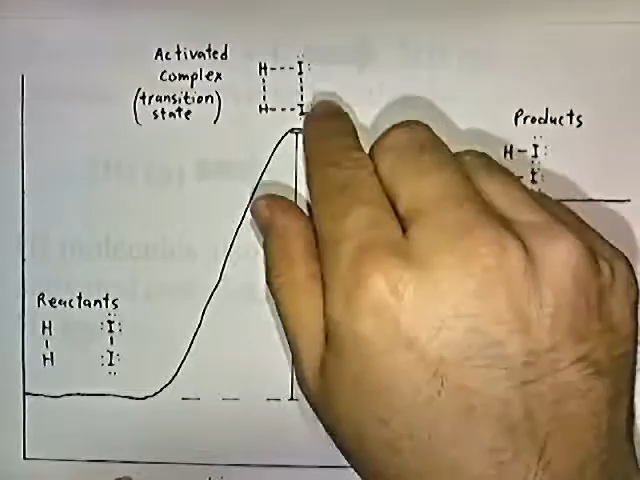 Activated
Complex
(transition
state)
H---I:
H---I
Products
H-I:
-I:
Reactants
H :I:
H :I: